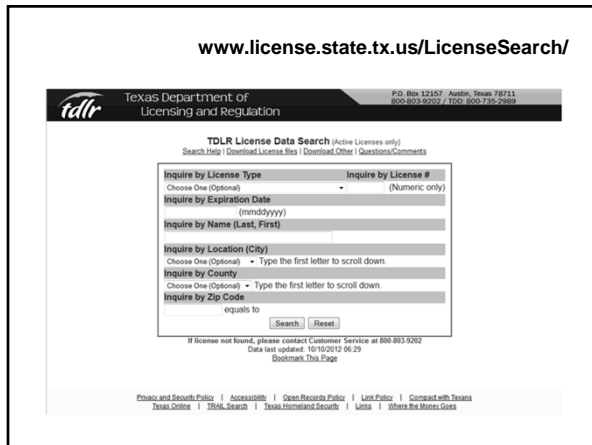 www.license.state.tx.us/LicenseSearch/
tdlr
Texas Department of
Licensing and Regulation
P.O. Box 12157 Austin, Texas 78711
800-803-9202 / TDD: 800-735-2989
TDLR License Data Search (Active Licenses only)
Search Help | Download License files | Download Other | Questions/Comments
Inquire by License Type Inquire by License #
Choose One (Optional) (Numeric only)
Inquire by Expiration Date
(mmddyyyy)
Inquire by Name (Last, First)
Inquire by Location (City)
Choose One (Optional) Type the first letter to scroll down.
Inquire by County
Choose One (Optional) Type the first letter to scroll down.
Inquire by Zip Code
equals to
Search Reset
If license not found, please contact Customer Service at 800-803-9202
Data last updated: 10/10/2012 06:29
Bookmark This Page
Privacy and Security Policy | Accessibility | Open Records Policy | Link Policy | Compact with Texans
Texas Online | TRAIL Search | Texas Homeland Security | Links | Where the Money Goes